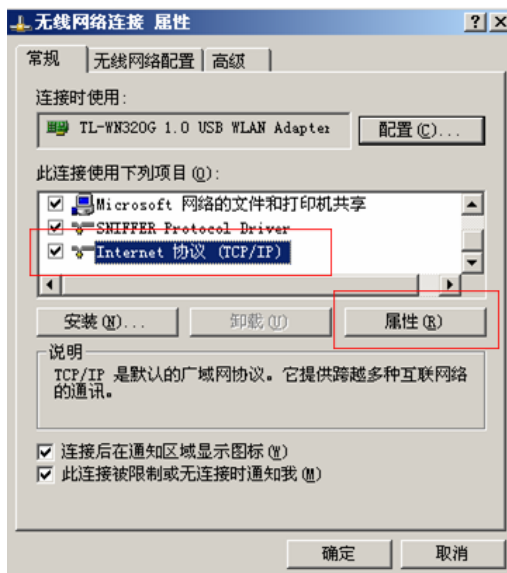 无线网络连接 属性
常规 无线网络配置 高级
连接时使用:
TL-WN320G 1.0 USB WLAN Adapter 配置(C)...
此连接使用下列项目(O):
Microsoft 网络的文件和打印机共享
SNIFFER Protocol Driver
Internet 协议 (TCP/IP)
安装(N)... 卸载(U) 属性(R)
说明
TCP/IP 是默认的广域网协议。它提供跨越多种互联网络
的通讯。
连接后在通知区域显示图标(W)
此连接被限制或无连接时通知我(M)
确定 取消